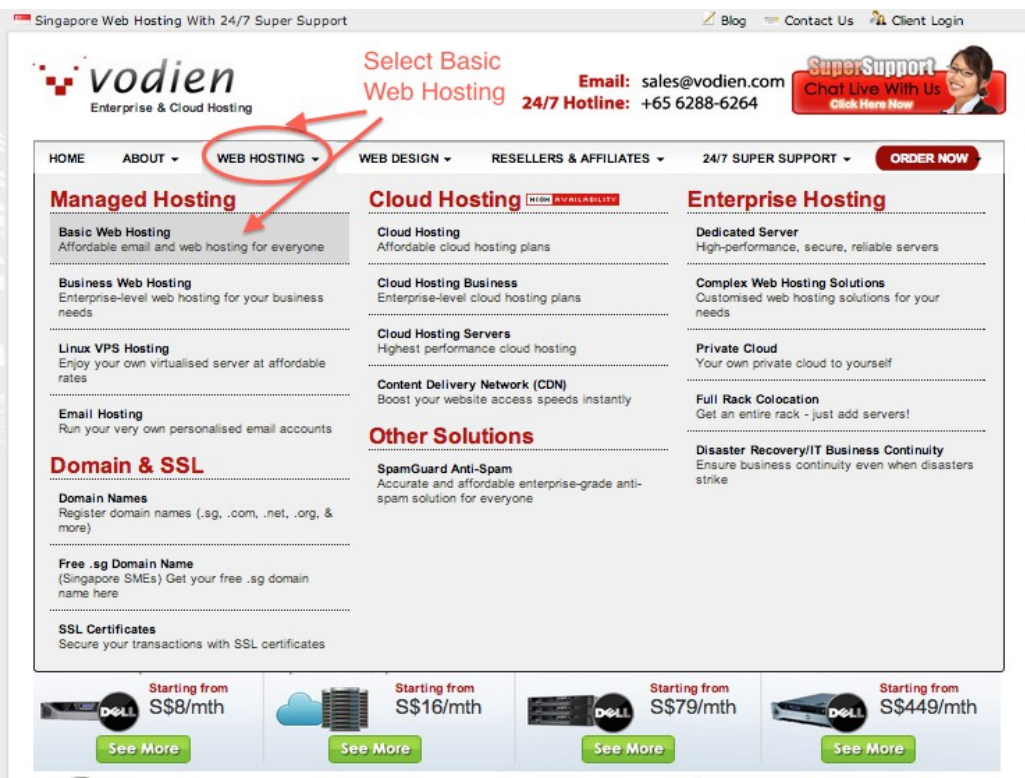 Singapore Web Hosting With 24/7 Super Support
Blog
Contact Us
Client Login
vodien
Enterprise & Cloud Hosting
Select Basic
Web Hosting
Email: sales@vodien.com
24/7 Hotline: +65 6288-6264
SuperSupport
Chat Live With Us
Click Here Now
HOME
ABOUT
WEB HOSTING
WEB DESIGN
RESELLERS & AFFILIATES
24/7 SUPER SUPPORT
ORDER NOW
Managed Hosting
Basic Web Hosting
Affordable email and web hosting for everyone
Business Web Hosting
Enterprise-level web hosting for your business
needs
Linux VPS Hosting
Enjoy your own virtualised server at affordable
rates
Email Hosting
Run your very own personalised email accounts
Domain & SSL
Domain Names
Register domain names (.sg, .com, .net, .org, &
more)
Free .sg Domain Name
(Singapore SMEs) Get your free .sg domain
name here
SSL Certificates
Secure your transactions with SSL certificates
Cloud Hosting
HIGH AVAILABILITY
Cloud Hosting
Affordable cloud hosting plans
Cloud Hosting Business
Enterprise-level cloud hosting plans
Cloud Hosting Servers
Highest performance cloud hosting
Content Delivery Network (CDN)
Boost your website access speeds instantly
Other Solutions
SpamGuard Anti-Spam
Accurate and affordable enterprise-grade anti-
spam solution for everyone
Enterprise Hosting
Dedicated Server
High-performance, secure, reliable servers
Complex Web Hosting Solutions
Customised web hosting solutions for your
needs
Private Cloud
Your own private cloud to yourself
Full Rack Colocation
Get an entire rack - just add servers!
Disaster Recovery/IT Business Continuity
Ensure business continuity even when disasters
strike
DELL
Starting from
S$8/mth
See More
Starting from
S$16/mth
See More
DELL
Starting from
S$79/mth
See More
DELL
Starting from
S$449/mth
See More